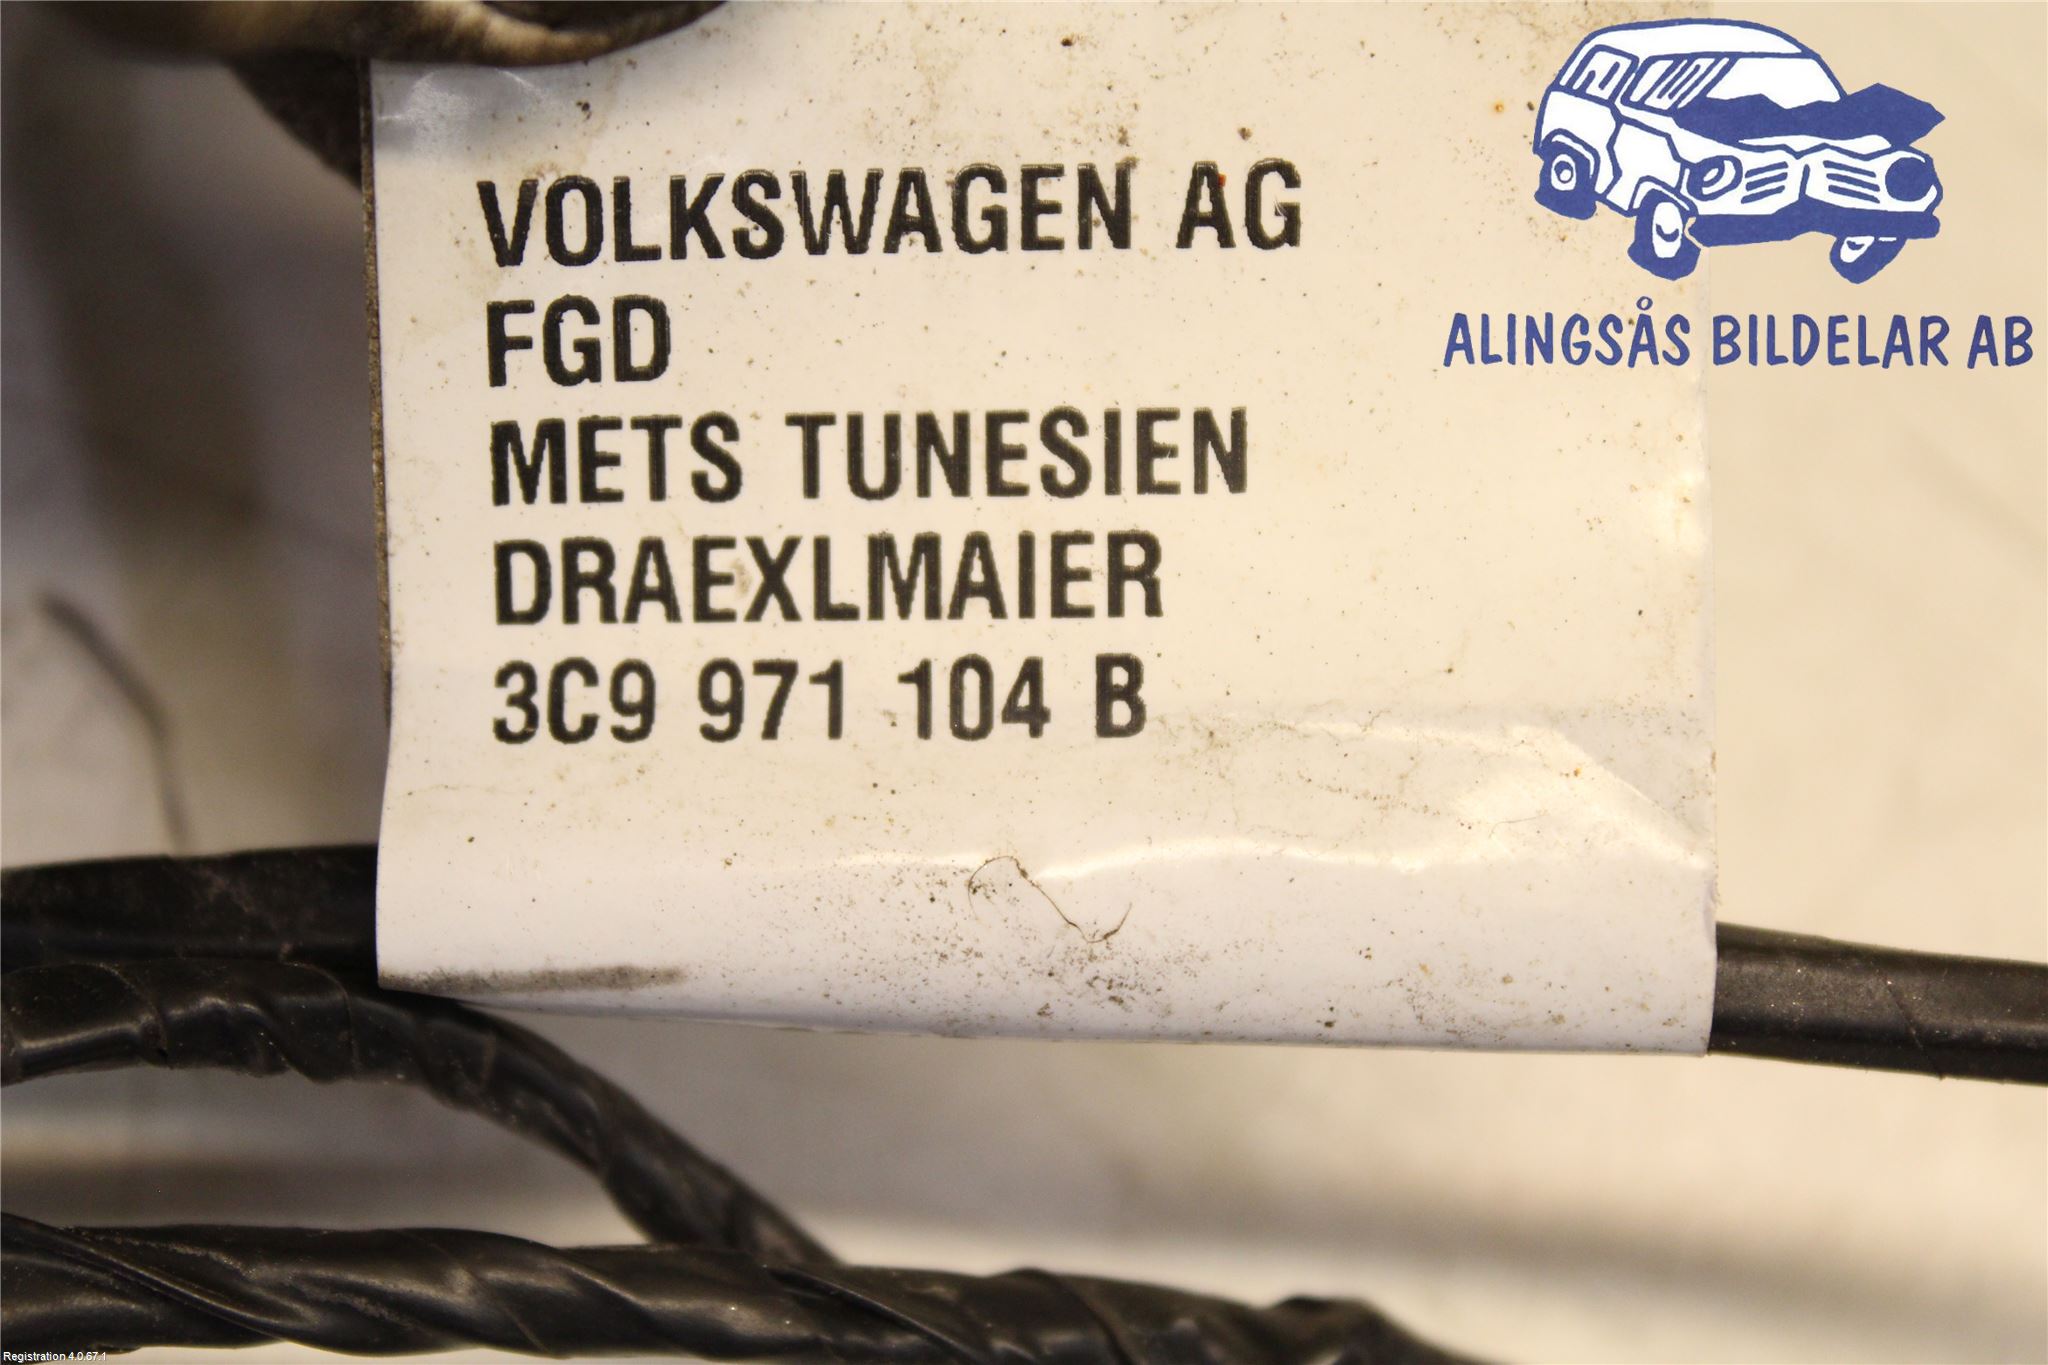 VOLKSWAGEN AG
FGD
METS TUNESIEN
DRAEXLMAIER
3C9 971 104 B
ALINGSÅS BILDELAR AB
Registration 4.0.67.1